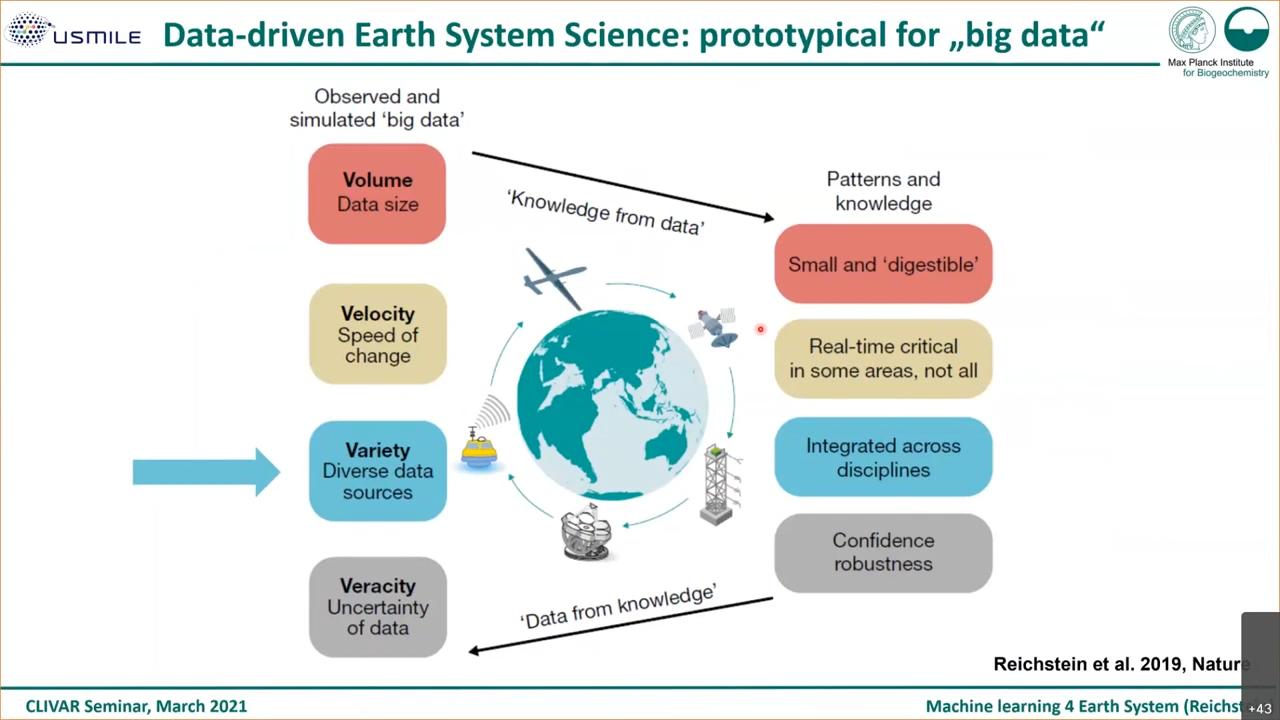 USMILE
Data-driven Earth System Science: prototypical for „big data“
Max Planck Institute
for Biogeochemistry
Observed and
simulated ‘big data’
Volume
Data size
Velocity
Speed of
change
Variety
Diverse data
sources
Veracity
Uncertainty
of data
‘Knowledge from data’
‘Data from knowledge’
Patterns and
knowledge
Small and ‘digestible’
Real-time critical
in some areas, not all
Integrated across
disciplines
Confidence
robustness
Reichstein et al. 2019, Nature
CLIVAR Seminar, March 2021
Machine learning 4 Earth System (Reichst
+43